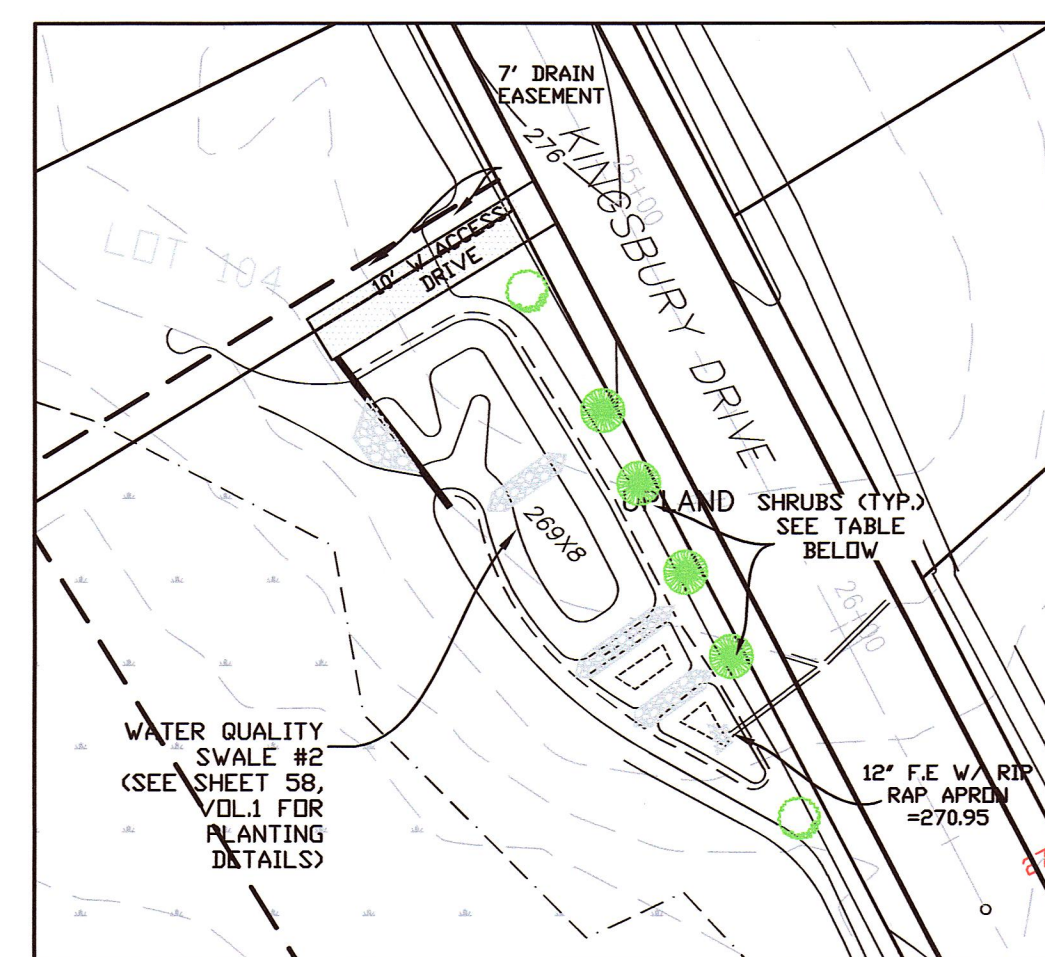 7' DRAIN
EASEMENT
276
25+00
KINGSBURY DRIVE
LOT 104
10' W ACCESS
DRIVE
UPLAND SHRUBS (TYP.)
SEE TABLE
BELOW
269X8
26+00
WATER QUALITY
SWALE #2
(SEE SHEET 58,
VOL.1 FOR
PLANTING
DETAILS)
12" F.E W/ RIP
RAP APRON
=270.95